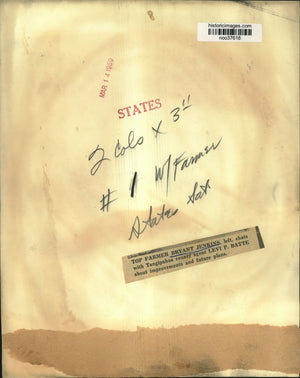 historicimages.com
noo37618
MAR 14 1969
STATES
2 Cols x 3"
# 1 W/Farmer
States Sat.
TOP FARMER BRYANT JENKINS, left, chats
with Tangipahoa county agent LEVI P. BATTE
about improvements and future plans.